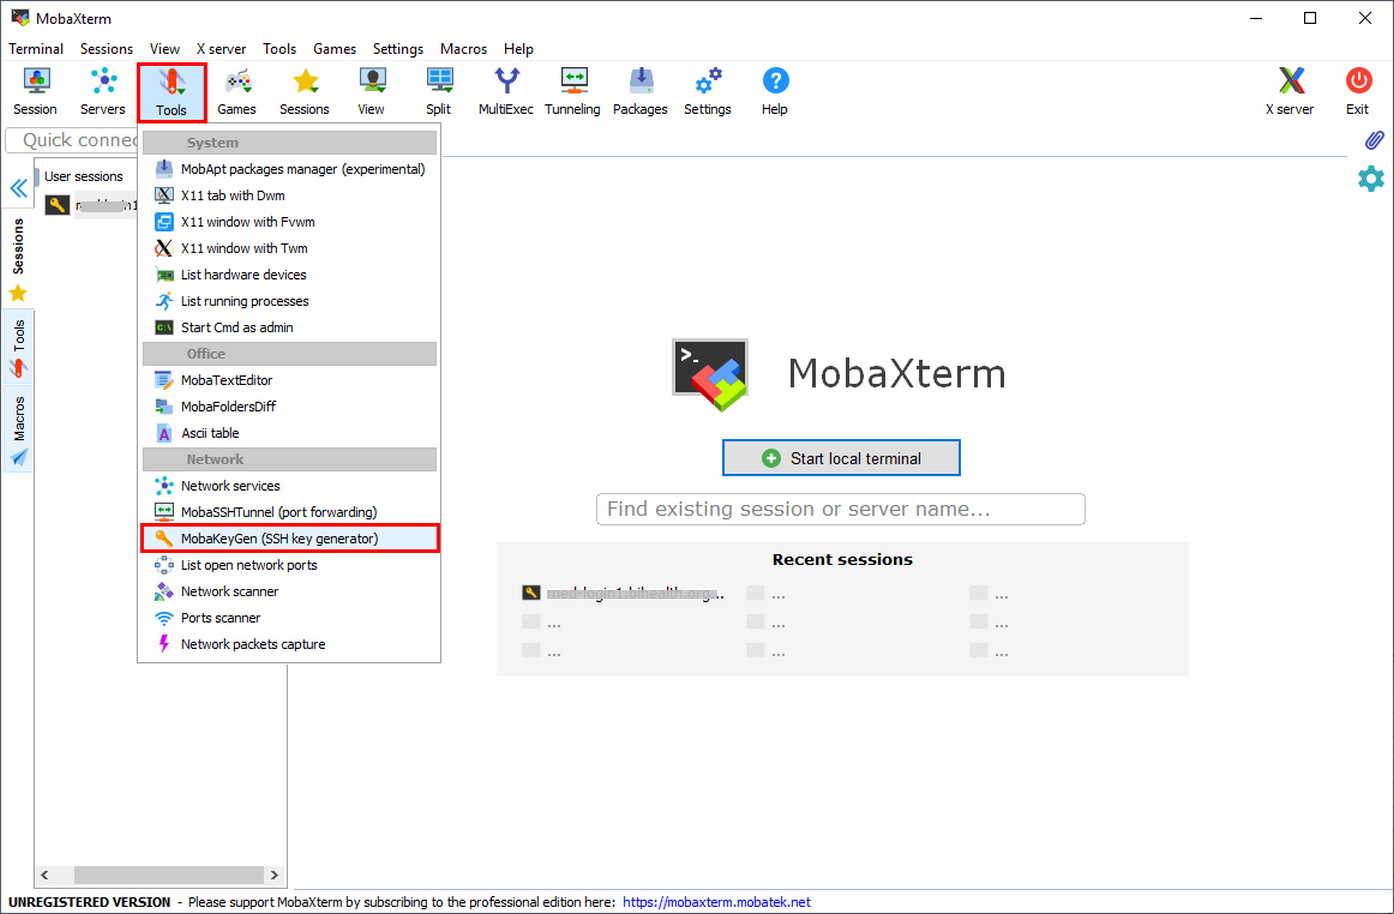 MobaXterm
Terminal Sessions View X server Tools Games Settings Macros Help
Session Servers Tools Games Sessions View Split MultiExec Tunneling Packages Settings Help X server Exit
Quick connec
System
User sessions
MobApt packages manager (experimental)
X11 tab with Dwm
X11 window with Fvwm
X11 window with Twm
List hardware devices
List running processes
Start Cmd as admin
Office
MobaTextEditor
MobaFoldersDiff
Ascii table
Network
Network services
MobaSSHTunnel (port forwarding)
MobaKeyGen (SSH key generator)
List open network ports
Network scanner
Ports scanner
Network packets capture
Sessions
Tools
Macros
>_
MobaXterm
Start local terminal
Find existing session or server name...
Recent sessions
... ...
... ... ...
... ... ...
UNREGISTERED VERSION - Please support MobaXterm by subscribing to the professional edition here: https://mobaxterm.mobatek.net